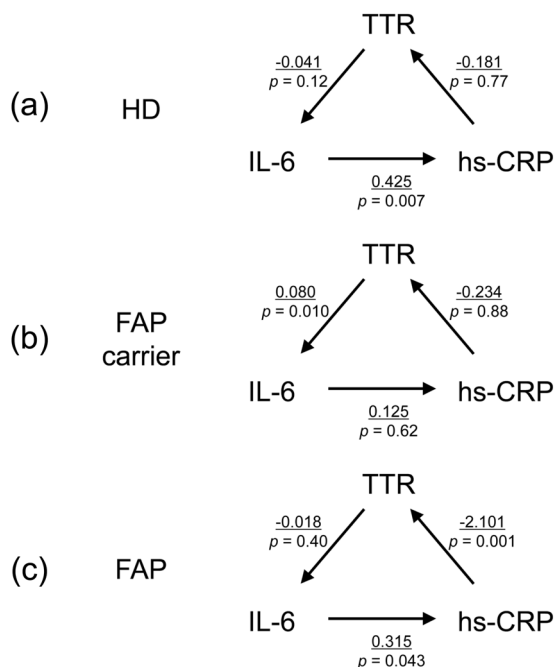 TTR
-0.041
p = 0.12
-0.181
p = 0.77
(a)
HD
IL-6
hs-CRP
0.425
p = 0.007
TTR
0.080
p = 0.010
-0.234
p = 0.88
(b)
FAP
carrier
IL-6
hs-CRP
0.125
p = 0.62
TTR
-0.018
p = 0.40
-2.101
p = 0.001
(c)
FAP
IL-6
hs-CRP
0.315
p = 0.043